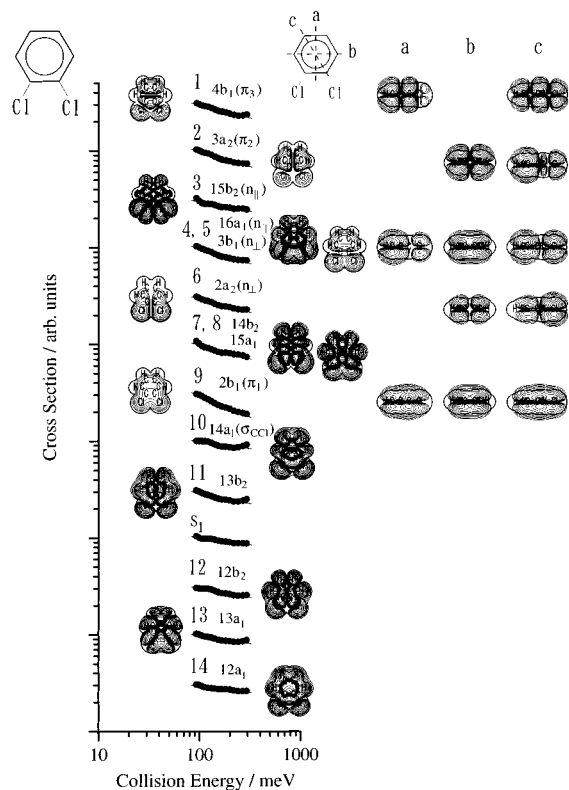 a
c
b
Cl Cl
a b c
Cl
Cl
1 4b₁(π₃)
2 3a₂(π₂)
3 15b₂(n∥)
4, 5 16a₁(n∥)
3b₁(n⊥)
6 2a₂(n⊥)
7, 8 14b₂
15a₁
9 2b₁(π₁)
10 14a₁(σCCl)
11 13b₂
S₁
12 12b₂
13 13a₁
14 12a₁
Cross Section / arb. units
10 100 1000
Collision Energy / meV